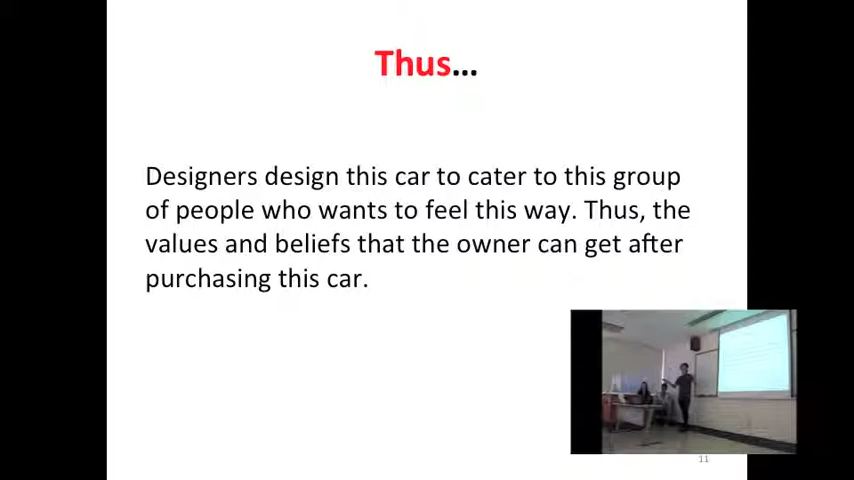 Thus...
Designers design this car to cater to this group
of people who wants to feel this way. Thus, the
values and beliefs that the owner can get after
purchasing this car.
11